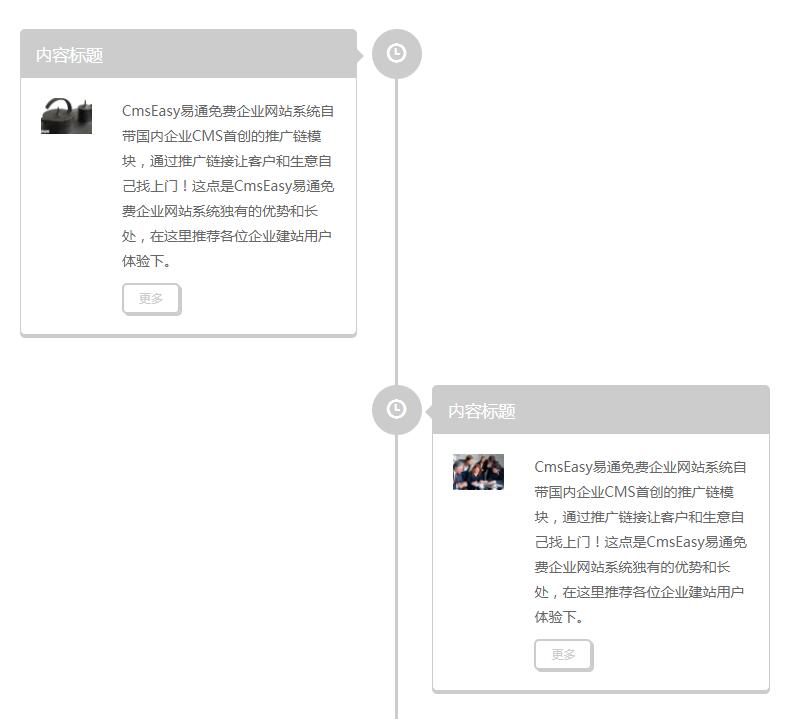 内容标题
CmsEasy易通免费企业网站系统自
带国内企业CMS首创的推广链模
块，通过推广链接让客户和生意自
己找上门！这点是CmsEasy易通免
费企业网站系统独有的优势和长
处，在这里推荐各位企业建站用户
体验下。
更多
内容标题
CmsEasy易通免费企业网站系统自
带国内企业CMS首创的推广链模
块，通过推广链接让客户和生意自
己找上门！这点是CmsEasy易通免
费企业网站系统独有的优势和长
处，在这里推荐各位企业建站用户
体验下。
更多